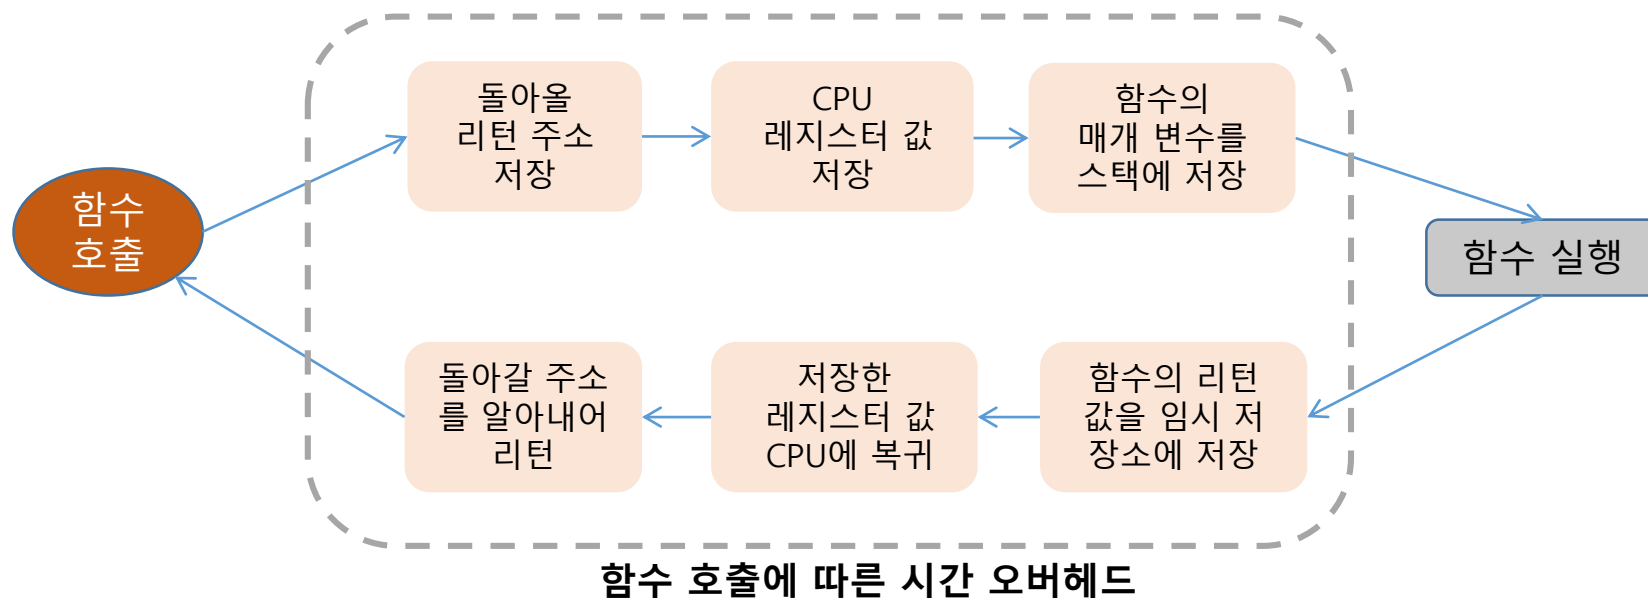 함수
호출
돌아올
리턴 주소
저장
CPU
레지스터 값
저장
함수의
매개 변수를
스택에 저장
함수 실행
함수의 리턴
값을 임시 저
장소에 저장
저장한
레지스터 값
CPU에 복귀
돌아갈 주소
를 알아내어
리턴
함수 호출에 따른 시간 오버헤드